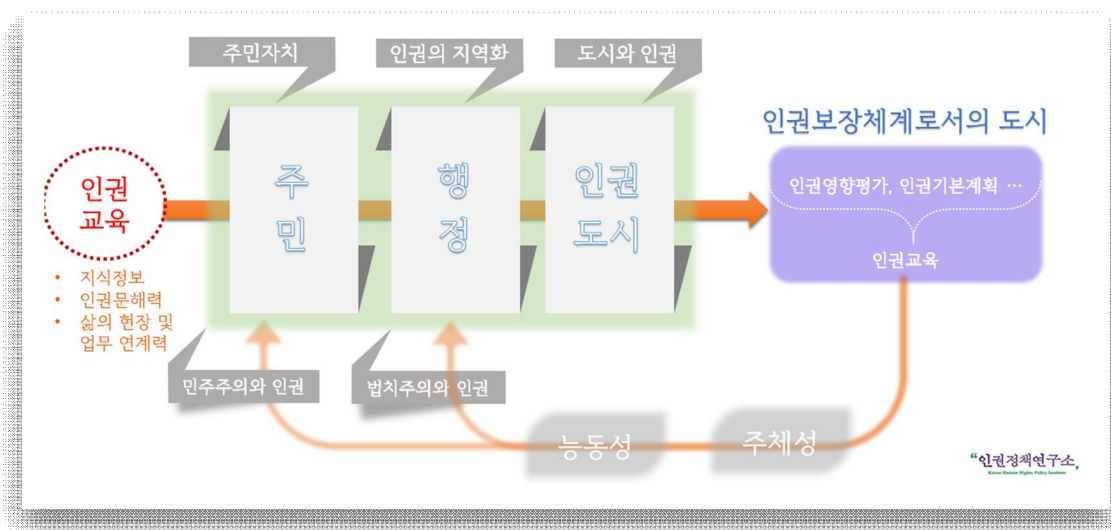 주민자치
인권의 지역화
도시와 인권
인권
교육
주
민
행
정
인권
도시
인권보장체계로서의 도시
인권영향평가, 인권기본계획 …
인권교육
• 지식정보
• 인권문해력
• 삶의 현장 및
업무 연계력
민주주의와 인권
법치주의와 인권
능동성
주체성
“인권정책연구소,
Korea Human Rights Policy Institute